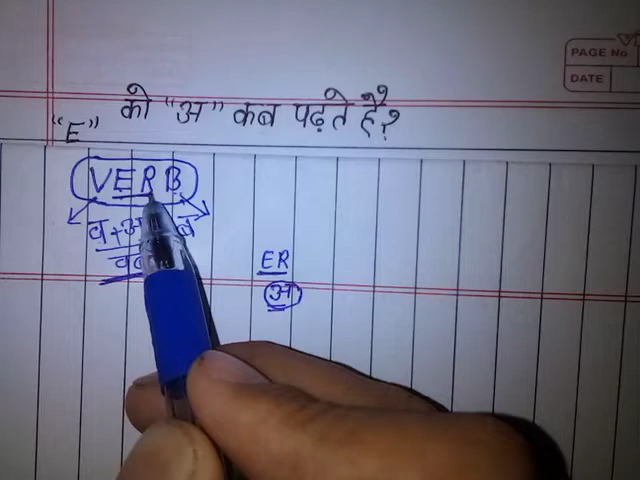 PAGE No
DATE
"E" को "अ" कब पढ़ते है?
VERB
व+अ ब
ER
अ